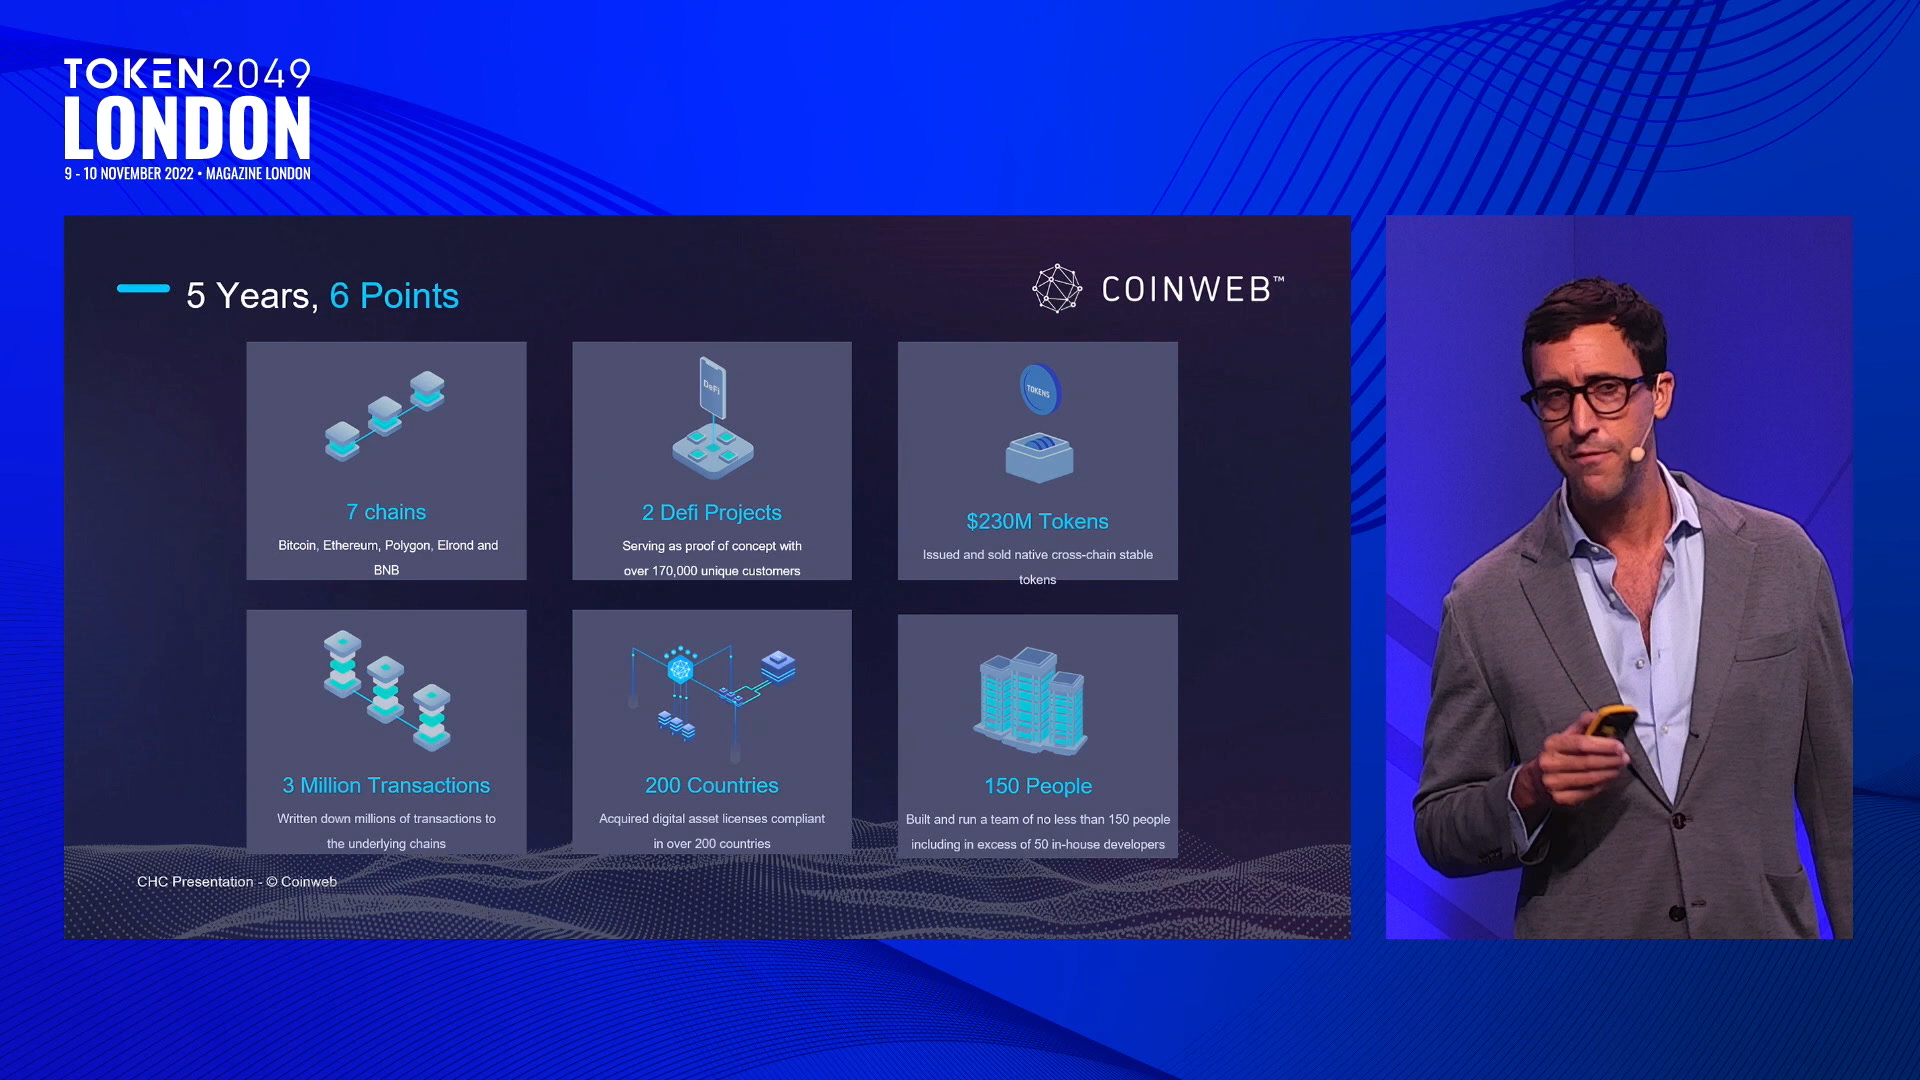 TOKEN2049
LONDON
9 - 10 NOVEMBER 2022 • MAGAZINE LONDON
5 Years, 6 Points
COINWEB™
DeFi
TOKENS
7 chains
Bitcoin, Ethereum, Polygon, Elrond and
BNB
2 Defi Projects
Serving as proof of concept with
over 170,000 unique customers
$230M Tokens
Issued and sold native cross-chain stable
tokens
3 Million Transactions
Written down millions of transactions to
the underlying chains
200 Countries
Acquired digital asset licenses compliant
in over 200 countries
150 People
Built and run a team of no less than 150 people
including in excess of 50 in-house developers
CHC Presentation - © Coinweb